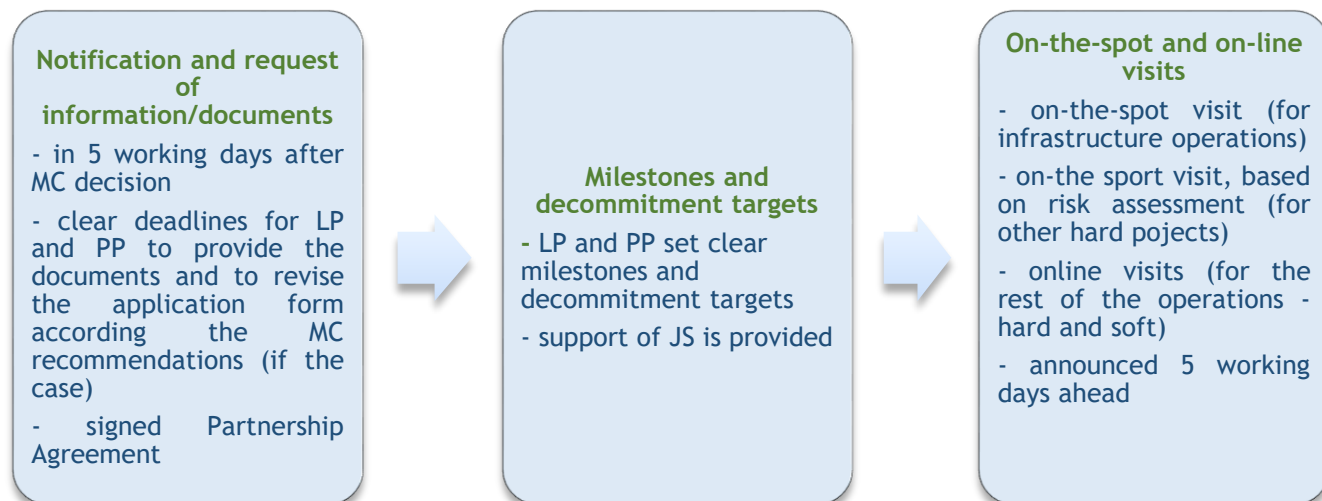 Notification and request
of
information/documents
- in 5 working days after
MC decision
- clear deadlines for LP
and PP to provide the
documents and to revise
the application form
according the MC
recommendations (if the
case)
- signed Partnership
Agreement
Milestones and
decommitment targets
- LP and PP set clear
milestones and
decommitment targets
- support of JS is provided
On-the-spot and on-line
visits
- on-the-spot visit (for
infrastructure operations)
- on-the sport visit, based
on risk assessment (for
other hard pojects)
- online visits (for the
rest of the operations -
hard and soft)
- announced 5 working
days ahead